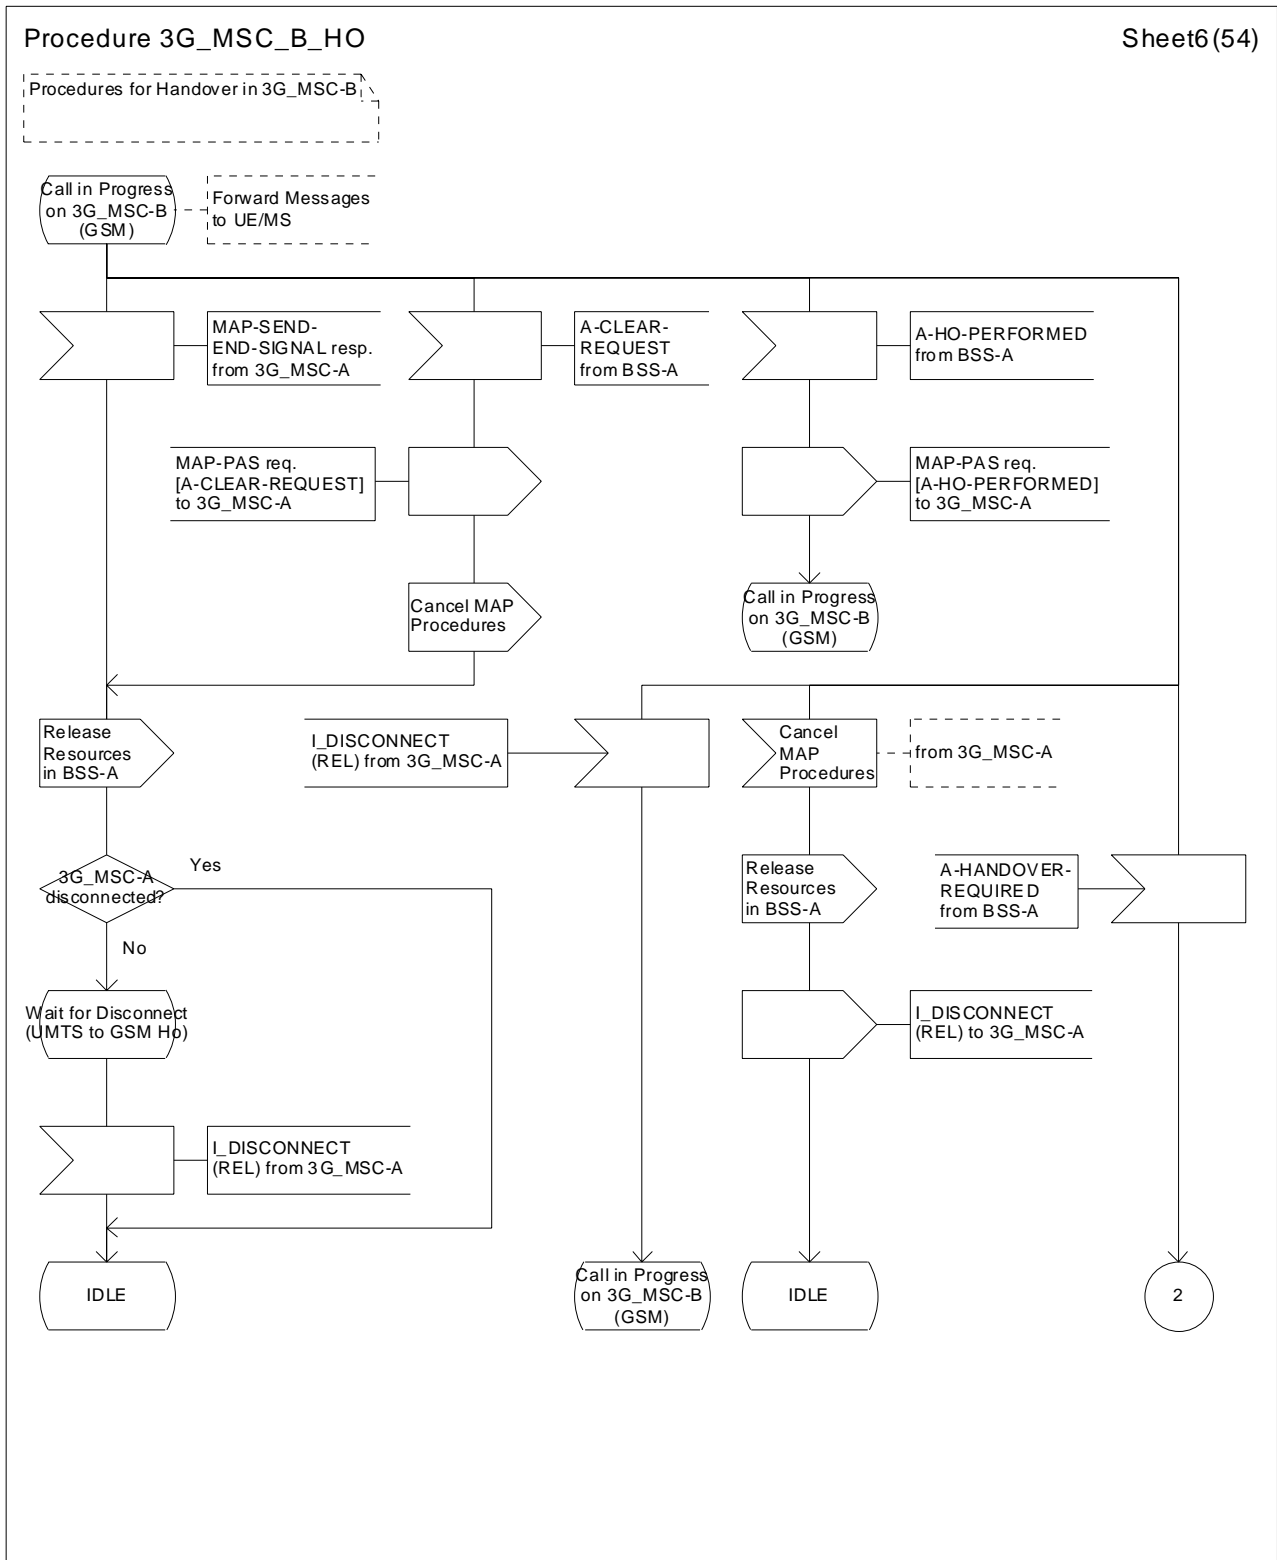 Procedure 3G_MSC_B_HO
Sheet6(54)
Procedures for Handover in 3G_MSC-B
Call in Progress
on 3G_MSC-B
(GSM)
Forward Messages
to UE/MS
MAP-SEND-
END-SIGNAL resp.
from 3G_MSC-A
A-CLEAR-
REQUEST
from BSS-A
A-HO-PERFORMED
from BSS-A
MAP-PAS req.
[A-CLEAR-REQUEST]
to 3G_MSC-A
MAP-PAS req.
[A-HO-PERFORMED]
to 3G_MSC-A
Cancel MAP
Procedures
Call in Progress
on 3G_MSC-B
(GSM)
Release
Resources
in BSS-A
I_DISCONNECT
(REL) from 3G_MSC-A
Cancel
MAP
Procedures
from 3G_MSC-A
3G_MSC-A
disconnected?
Yes
No
Release
Resources
in BSS-A
A-HANDOVER-
REQUIRED
from BSS-A
Wait for Disconnect
(UMTS to GSM Ho)
I_DISCONNECT
(REL) to 3G_MSC-A
I_DISCONNECT
(REL) from 3G_MSC-A
IDLE
Call in Progress
on 3G_MSC-B
(GSM)
IDLE
2